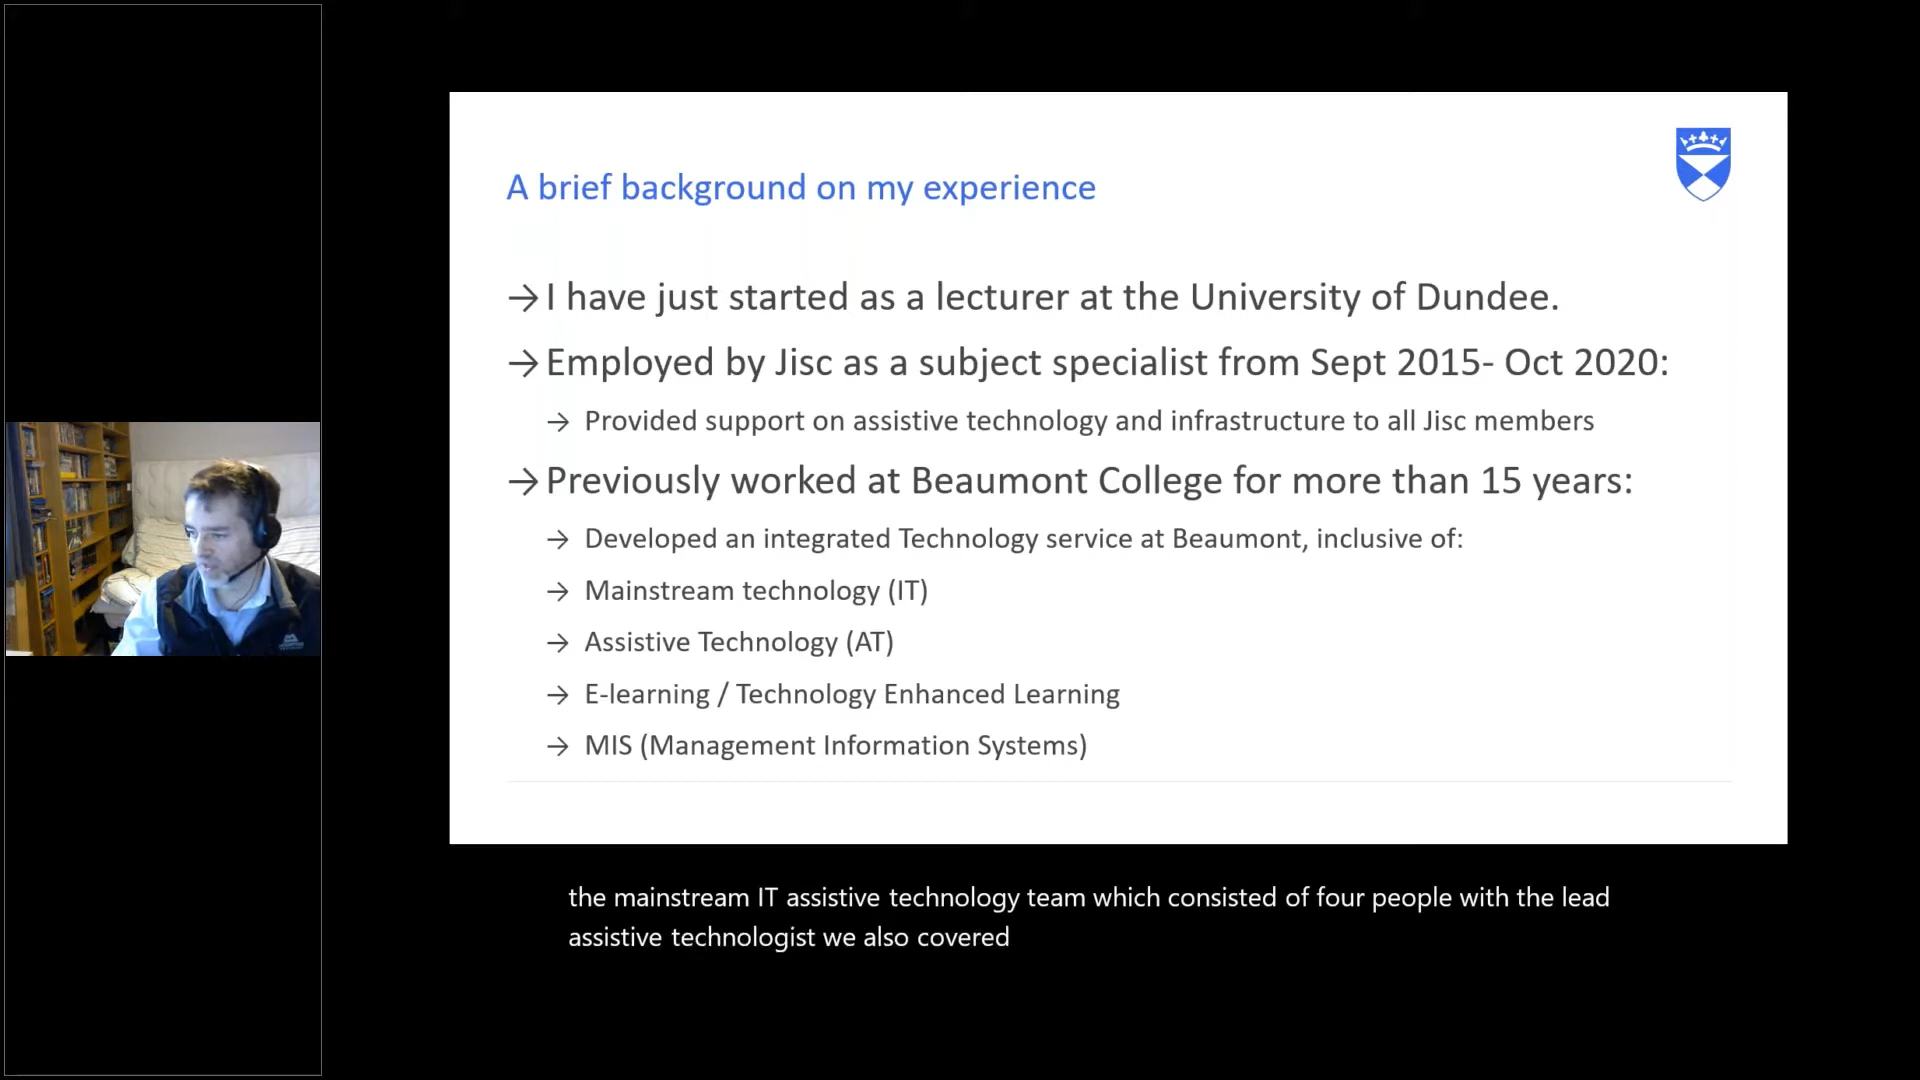 A brief background on my experience
→ I have just started as a lecturer at the University of Dundee.
→ Employed by Jisc as a subject specialist from Sept 2015- Oct 2020:
→ Provided support on assistive technology and infrastructure to all Jisc members
→ Previously worked at Beaumont College for more than 15 years:
→ Developed an integrated Technology service at Beaumont, inclusive of:
→ Mainstream technology (IT)
→ Assistive Technology (AT)
→ E-learning / Technology Enhanced Learning
→ MIS (Management Information Systems)
the mainstream IT assistive technology team which consisted of four people with the lead
assistive technologist we also covered